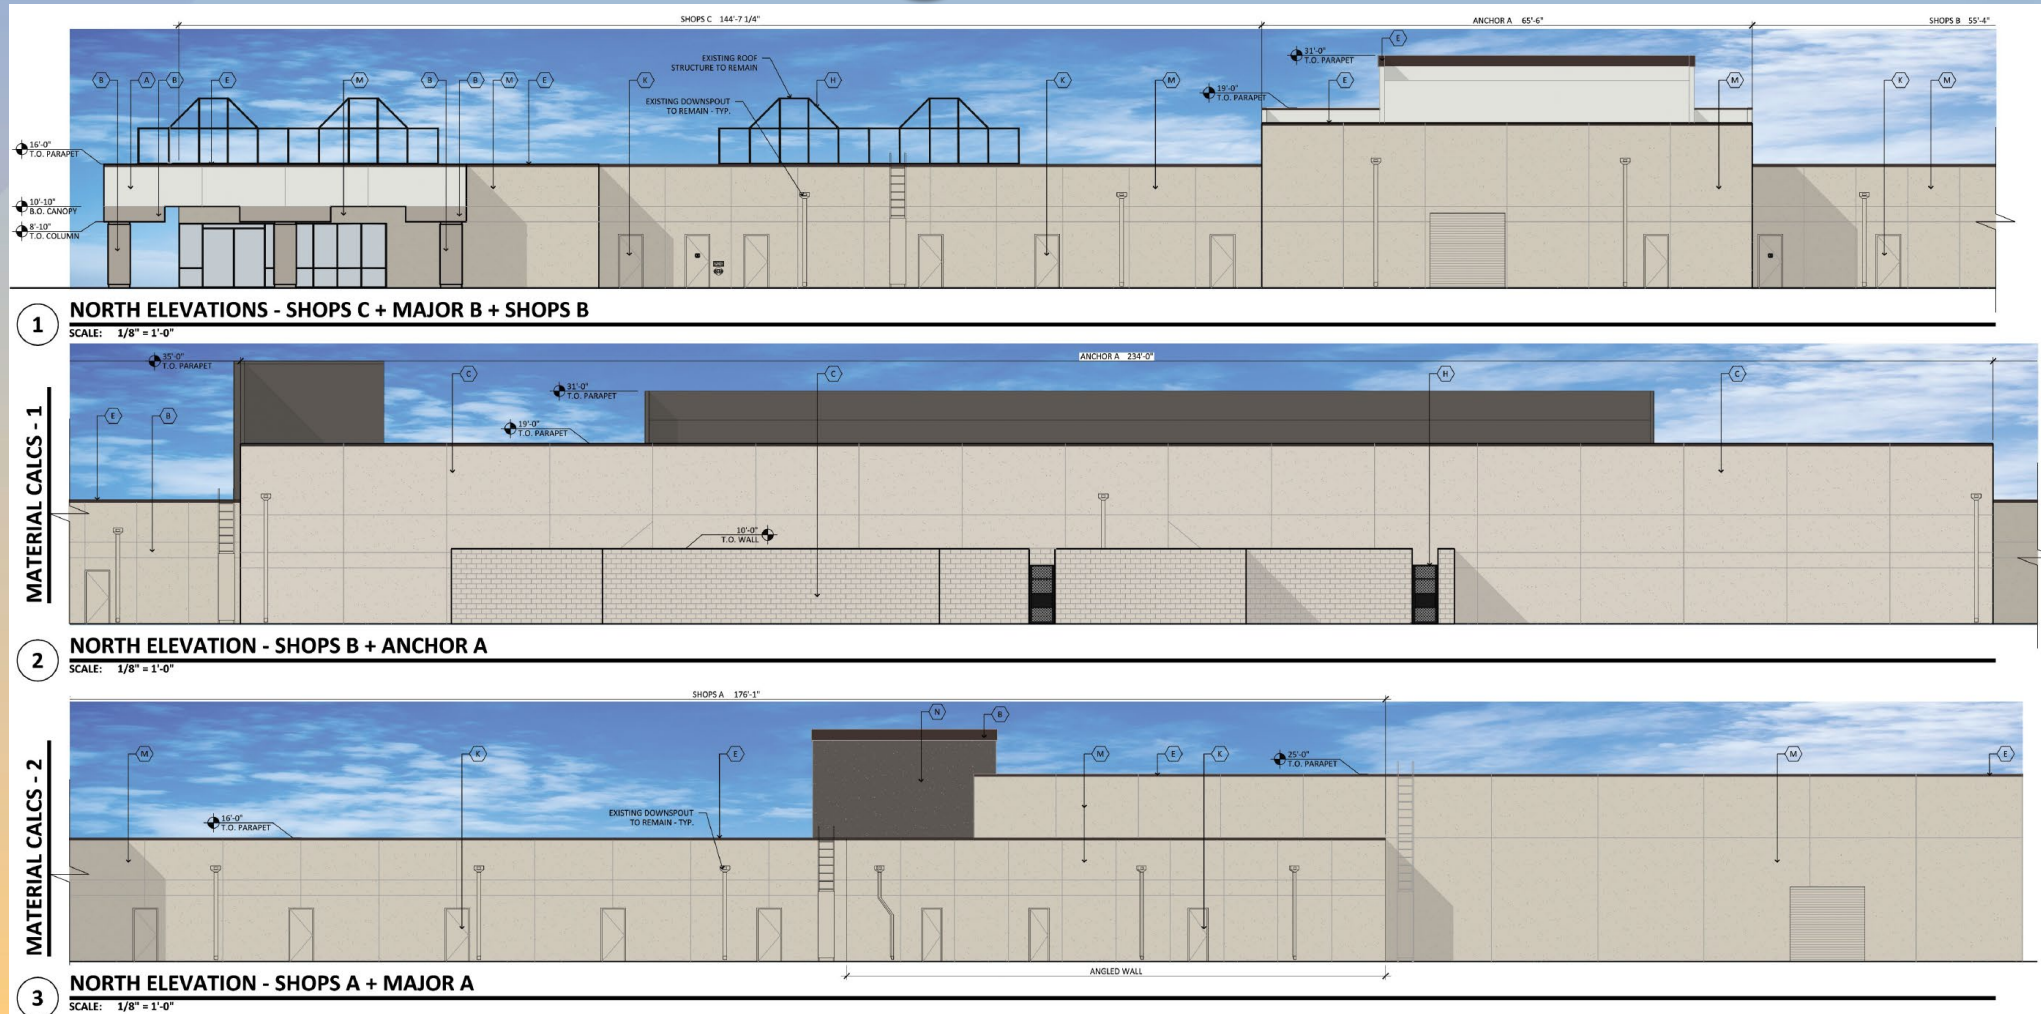 SHOPS C 144'-7 1/4"
ANCHOR A 65'-6"
SHOPS B 55'-4"
EXISTING ROOF
STRUCTURE TO REMAIN
EXISTING DOWNSPOUT
TO REMAIN - TYP.
31'-0"
T.O. PARAPET
19'-0"
T.O. PARAPET
E
B
A
B
E
M
B
B
M
E
K
H
K
M
E
M
K
M
16'-0"
T.O. PARAPET
10'-10"
B.O. CANOPY
8'-10"
T.O. COLUMN
1
NORTH ELEVATIONS - SHOPS C + MAJOR B + SHOPS B
SCALE: 1/8" = 1'-0"
MATERIAL CALCS - 1
ANCHOR A 234'-0"
35'-0"
T.O. PARAPET
31'-0"
T.O. PARAPET
19'-0"
T.O. PARAPET
C
C
H
C
E
B
10'-0"
T.O. WALL
2
NORTH ELEVATION - SHOPS B + ANCHOR A
SCALE: 1/8" = 1'-0"
MATERIAL CALCS - 2
SHOPS A 176'-1"
N
B
M
K
E
M
E
K
25'-0"
T.O. PARAPET
M
E
16'-0"
T.O. PARAPET
EXISTING DOWNSPOUT
TO REMAIN - TYP.
ANGLED WALL
3
NORTH ELEVATION - SHOPS A + MAJOR A
SCALE: 1/8" = 1'-0"